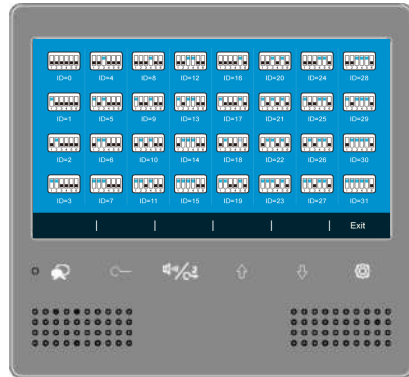 ID=0 ID=4 ID=8 ID=12 ID=16 ID=20 ID=24 ID=28
ID=1 ID=5 ID=9 ID=13 ID=17 ID=21 ID=25 ID=29
ID=2 ID=6 ID=10 ID=14 ID=18 ID=22 ID=26 ID=30
ID=3 ID=7 ID=11 ID=15 ID=19 ID=23 ID=27 ID=31
Exit